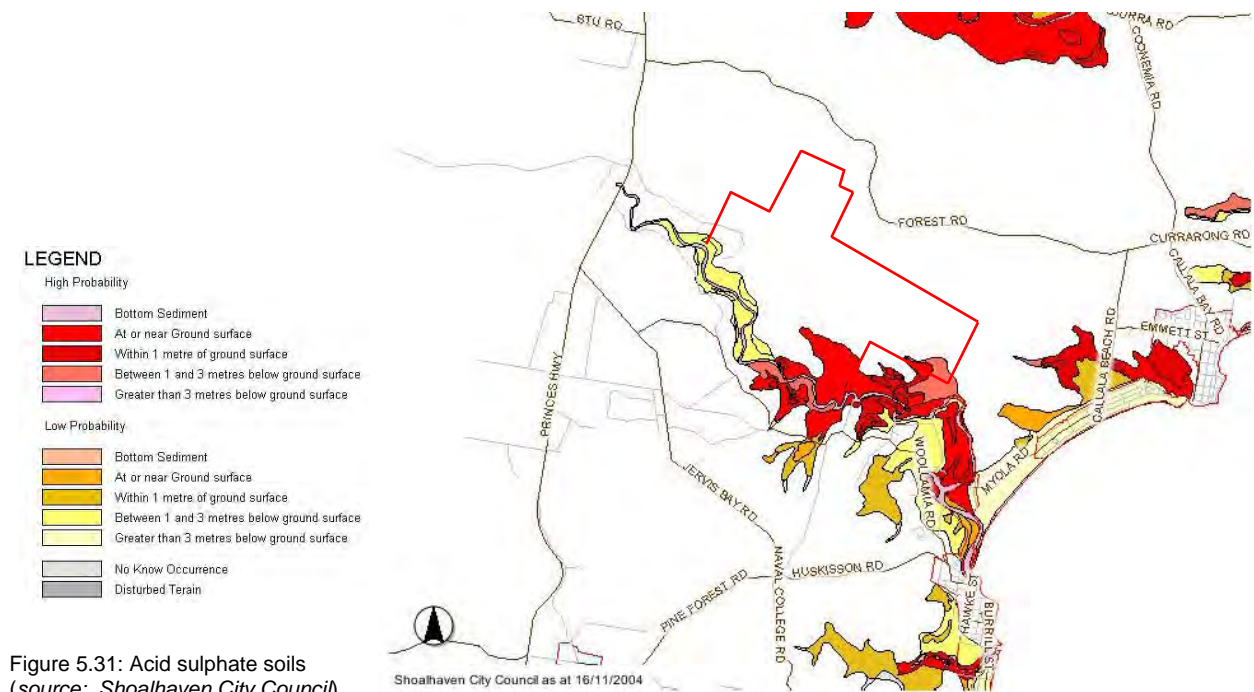 LEGEND
High Probability
Bottom Sediment
At or near Ground surface
Within 1 metre of ground surface
Between 1 and 3 metres below ground surface
Greater than 3 metres below ground surface
Low Probability
Bottom Sediment
At or near Ground surface
Within 1 metre of ground surface
Between 1 and 3 metres below ground surface
Greater than 3 metres below ground surface
No Know Occurrence
Disturbed Terrain
Figure 5.31: Acid sulphate soils
(source: Shoalhaven City Council)
BTU RD
COONEMIA RD
FOREST RD
CURRARONG RD
CALLALA BAY RD
EMMETT ST
CALLALA BEACH RD
PRINCES HWY
MYOLA RD
WOOLLAMIA RD
JERVIS BAY RD
NAVAL COLLEGE RD
HUSKISSON RD
PINE FOREST RD
HAWKE ST
BURRILL ST
Shoalhaven City Council as at 16/11/2004